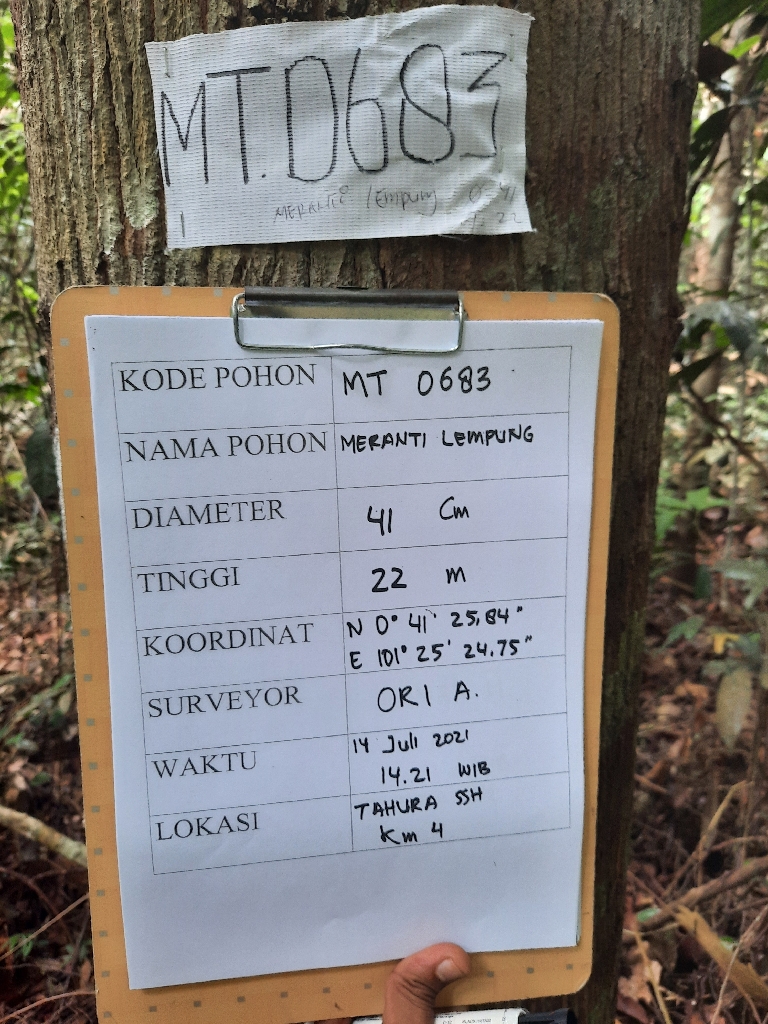 MT.0683
MERANTI lempung 0.41
22
KODE POHON MT 0683
NAMA POHON MERANTI LEMPUNG
DIAMETER 41 Cm
TINGGI 22 m
KOORDINAT N 0° 41' 25,84"
E 101° 25' 24.75"
SURVEYOR ORI A.
WAKTU 14 Juli 2021
14.21 WIB
LOKASI TAHURA SSH
Km 4